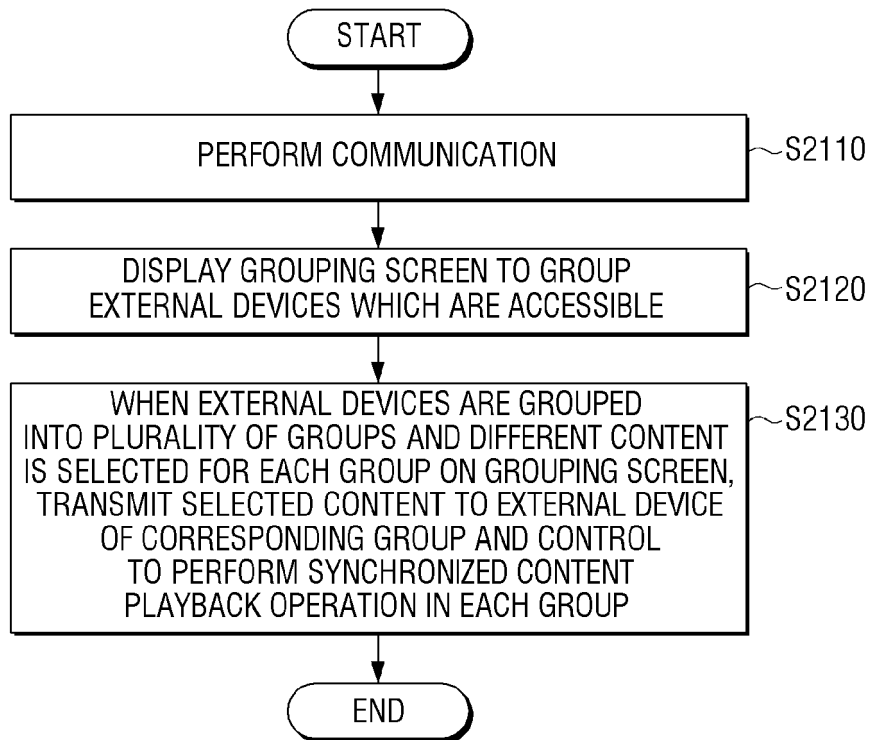 START
PERFORM COMMUNICATION
S2110
DISPLAY GROUPING SCREEN TO GROUP
EXTERNAL DEVICES WHICH ARE ACCESSIBLE
S2120
WHEN EXTERNAL DEVICES ARE GROUPED
INTO PLURALITY OF GROUPS AND DIFFERENT CONTENT
IS SELECTED FOR EACH GROUP ON GROUPING SCREEN,
TRANSMIT SELECTED CONTENT TO EXTERNAL DEVICE
OF CORRESPONDING GROUP AND CONTROL
TO PERFORM SYNCHRONIZED CONTENT
PLAYBACK OPERATION IN EACH GROUP
S2130
END